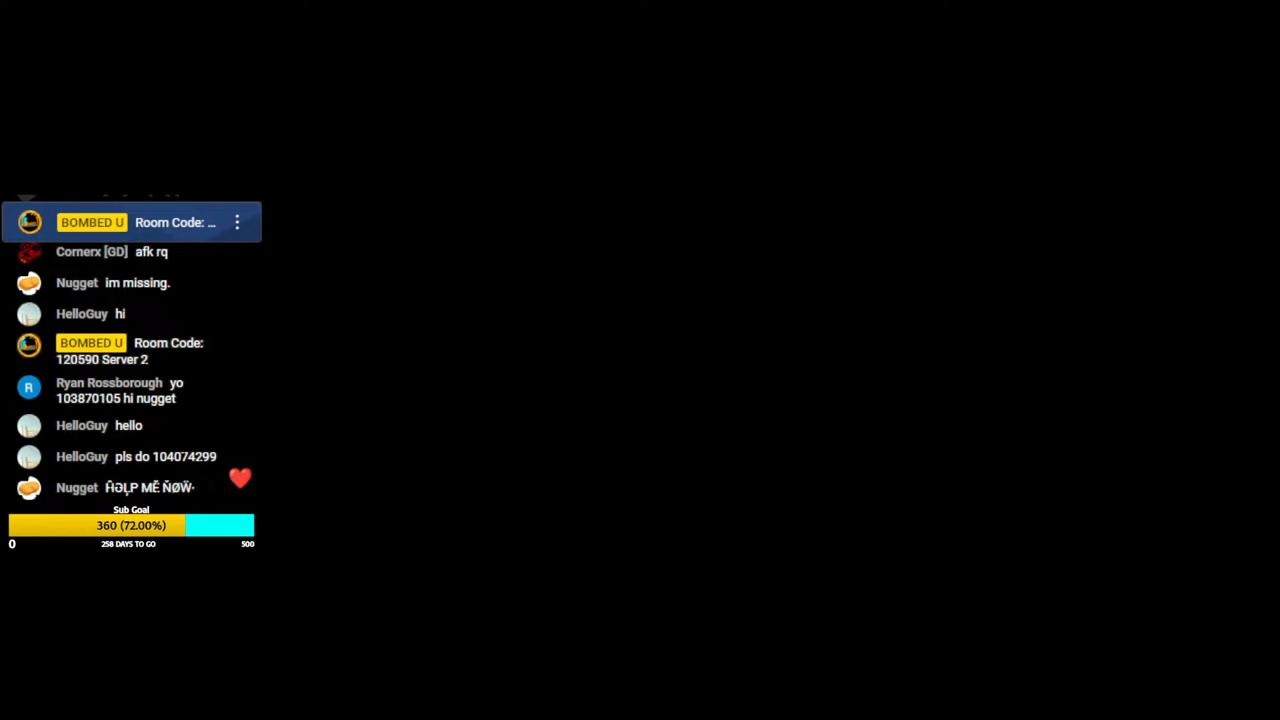 BOMBED U Room Code: ...
Cornerx [GD] afk rq
Nugget im missing.
HelloGuy hi
BOMBED U Room Code:
120590 Server 2
R
Ryan Rossborough yo
103870105 hi nugget
HelloGuy hello
HelloGuy pls do 104074299
Nugget ĤƏĻP MĚ ŇØŴ
Sub Goal
360 (72.00%)
0 258 DAYS TO GO 500